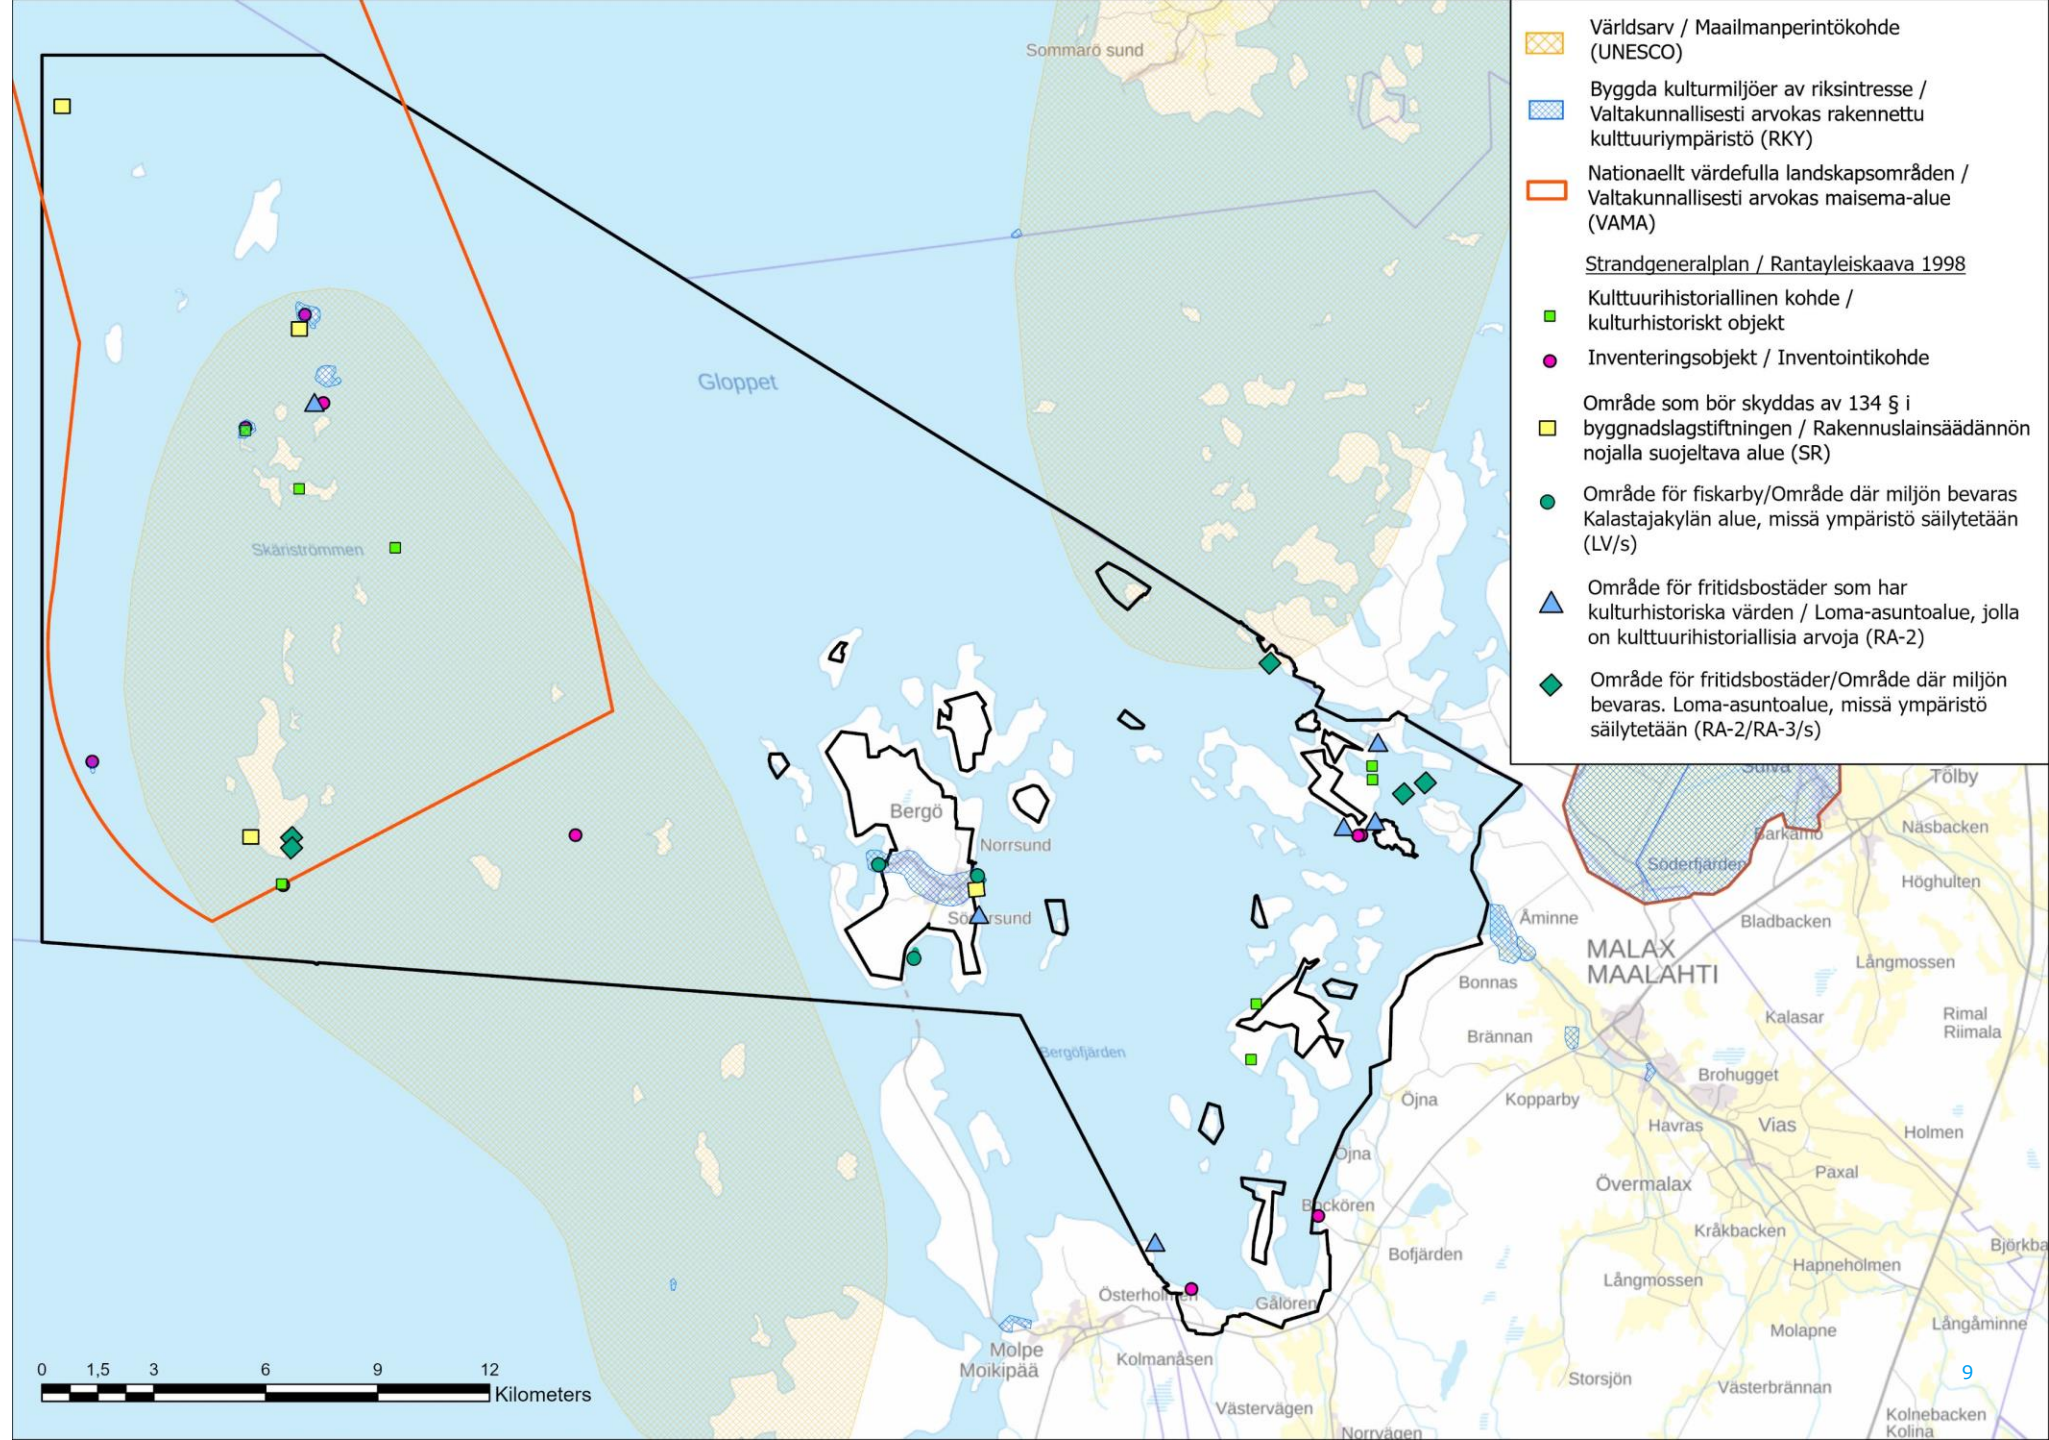 Världsarv / Maailmanperintökohde
(UNESCO)
Byggda kulturmiljöer av riksintresse /
Valtakunnallisesti arvokas rakennettu
kulttuuriympäristö (RKY)
Nationaellt värdefulla landskapsområden /
Valtakunnallisesti arvokas maisema-alue
(VAMA)
Strandgeneralplan / Rantayleiskaava 1998
Kulttuurihistoriallinen kohde /
kulturhistoriskt objekt
Inventeringsobjekt / Inventointikohde
Område som bör skyddas av 134 § i
byggnadslagstiftningen / Rakennuslainsäädännön
nojalla suojeltava alue (SR)
Område för fiskarby/Område där miljön bevaras
Kalastajakylän alue, missä ympäristö säilytetään
(LV/s)
Område för fritidsbostäder som har
kulturhistoriska värden / Loma-asuntoalue, jolla
on kulttuurihistoriallisia arvoja (RA-2)
Område för fritidsbostäder/Område där miljön
bevaras. Loma-asuntoalue, missä ympäristö
säilytetään (RA-2/RA-3/s)
Sommarö sund
Gloppet
Skäriströmmen
Bergö
Norrsund
Södersund
Bergöfjärden
Molpe
Moikipää
Österholmen
Kolmanåsen
Gålören
Västervägen
Norrvägen
Bockören
Bofjärden
Öjna
Öjna
Kopparby
Brännan
Bonnas
Åminne
MALAX
MAALAHTI
Sulva
Tölby
Barkamo
Näsbacken
Söderfjärden
Höghulten
Bladbacken
Långmossen
Kalasar
Rimal
Riimala
Brohugget
Havras
Vias
Holmen
Paxal
Övermalax
Kråkbacken
Björkba
Hapneholmen
Långmossen
Långåminne
Molapne
Storsjön
Västerbrännan
Kolnebacken
Kolina
0 1,5 3 6 9 12
Kilometers
9